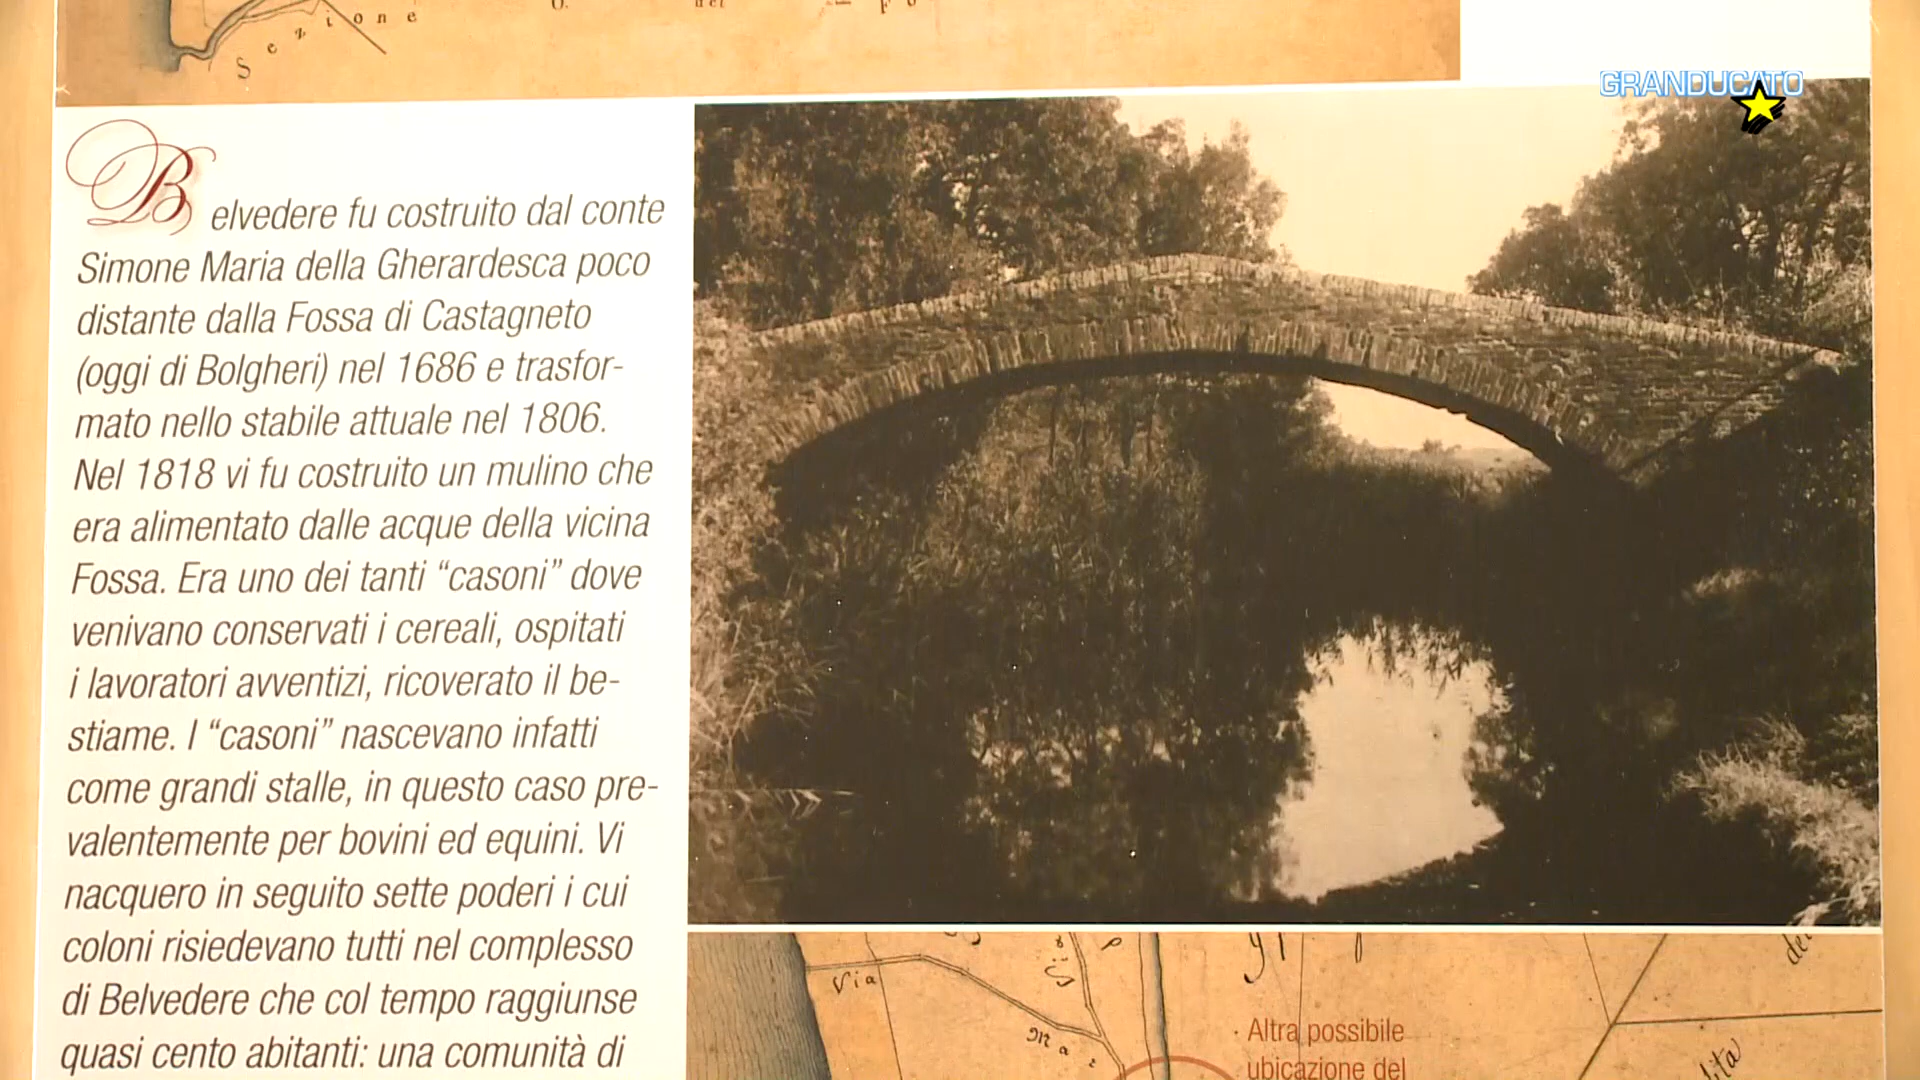 Sezione
GRANDUCATO
Belvedere fu costruito dal conte
Simone Maria della Gherardesca poco
distante dalla Fossa di Castagneto
(oggi di Bolgheri) nel 1686 e trasfor-
mato nello stabile attuale nel 1806.
Nel 1818 vi fu costruito un mulino che
era alimentato dalle acque della vicina
Fossa. Era uno dei tanti “casoni” dove
venivano conservati i cereali, ospitati
i lavoratori avventizi, ricoverato il be-
stiame. I “casoni” nascevano infatti
come grandi stalle, in questo caso pre-
valentemente per bovini ed equini. Vi
nacquero in seguito sette poderi i cui
coloni risiedevano tutti nel complesso
di Belvedere che col tempo raggiunse
quasi cento abitanti: una comunità di
Via
· Altra possibile
ubicazione del